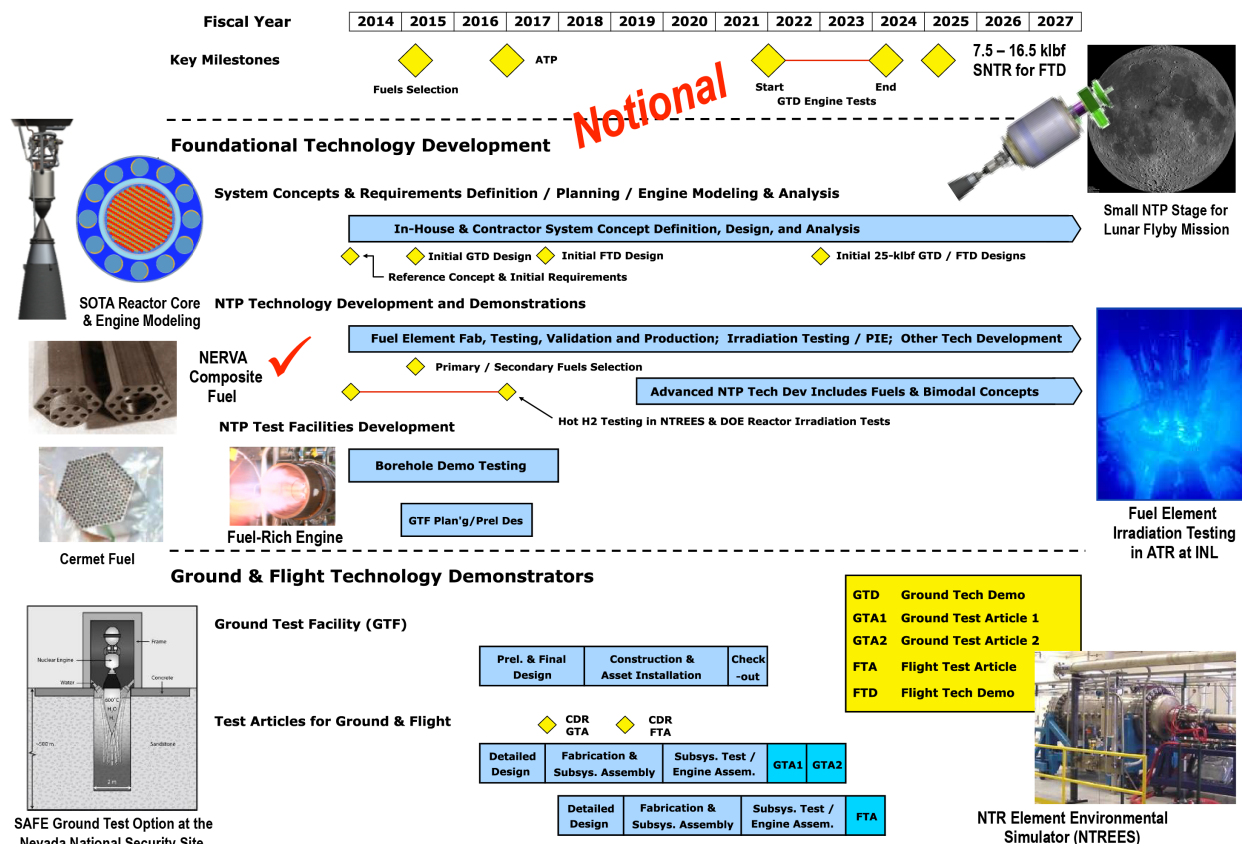 Fiscal Year
2014 2015 2016 2017 2018 2019 2020 2021 2022 2023 2024 2025 2026 2027
Key Milestones
ATP
Fuels Selection
Start
End
GTD Engine Tests
7.5 – 16.5 klbf
SNTR for FTD
Notional
Foundational Technology Development
System Concepts & Requirements Definition / Planning / Engine Modeling & Analysis
In-House & Contractor System Concept Definition, Design, and Analysis
Initial GTD Design
Initial FTD Design
Initial 25-klbf GTD / FTD Designs
Reference Concept & Initial Requirements
Small NTP Stage for
Lunar Flyby Mission
SOTA Reactor Core
& Engine Modeling
NTP Technology Development and Demonstrations
Fuel Element Fab, Testing, Validation and Production; Irradiation Testing / PIE; Other Tech Development
NERVA
Composite
Fuel
Primary / Secondary Fuels Selection
Advanced NTP Tech Dev Includes Fuels & Bimodal Concepts
Hot H2 Testing in NTREES & DOE Reactor Irradiation Tests
NTP Test Facilities Development
Borehole Demo Testing
GTF Plan'g/Prel Des
Fuel-Rich Engine
Cermet Fuel
Fuel Element
Irradiation Testing
in ATR at INL
Ground & Flight Technology Demonstrators
GTD Ground Tech Demo
GTA1 Ground Test Article 1
GTA2 Ground Test Article 2
FTA Flight Test Article
FTD Flight Tech Demo
Ground Test Facility (GTF)
Prel. & Final
Design
Construction &
Asset Installation
Check
-out
Test Articles for Ground & Flight
CDR
GTA
CDR
FTA
Detailed
Design
Fabrication &
Subsys. Assembly
Subsys. Test /
Engine Assem.
GTA1
GTA2
Detailed
Design
Fabrication &
Subsys. Assembly
Subsys. Test /
Engine Assem.
FTA
Frame
Nuclear Engine
Water
Concrete
600°C
H₂O
H₂
Sandstone
~500 m.
2 m
SAFE Ground Test Option at the
Nevada National Security Site
NTR Element Environmental
Simulator (NTREES)